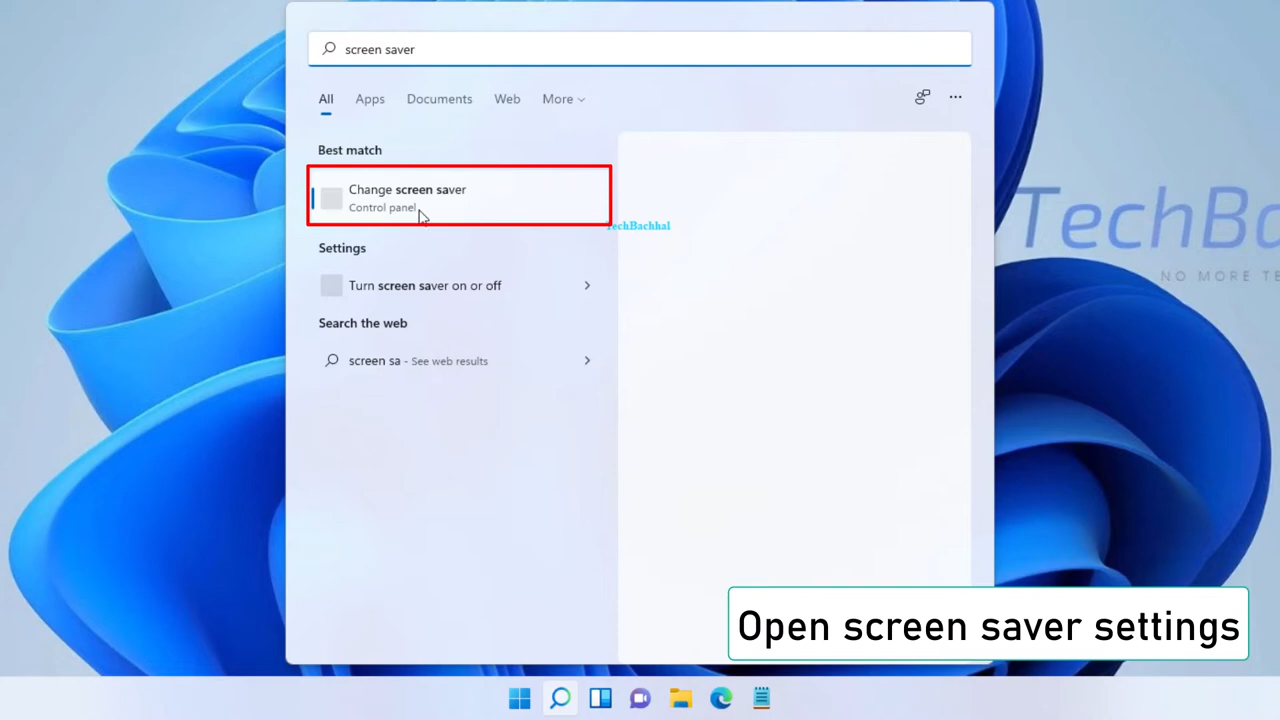 screen saver
All Apps Documents Web More
Best match
Change screen saver
Control panel
TechBachhal
Settings
Turn screen saver on or off
Search the web
screen sa - See web results
TechBa
NO MORE TE
Open screen saver settings